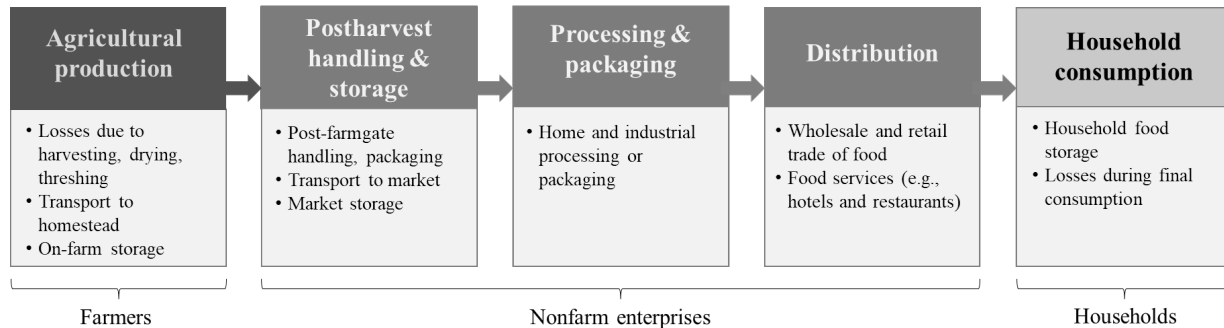 Agricultural
production
• Losses due to
harvesting, drying,
threshing
• Transport to
homestead
• On-farm storage
Postharvest
handling &
storage
• Post-farmgate
handling, packaging
• Transport to market
• Market storage
Processing &
packaging
• Home and industrial
processing or
packaging
Distribution
• Wholesale and retail
trade of food
• Food services (e.g.,
hotels and restaurants)
Household
consumption
• Household food
storage
• Losses during final
consumption
Farmers
Nonfarm enterprises
Households